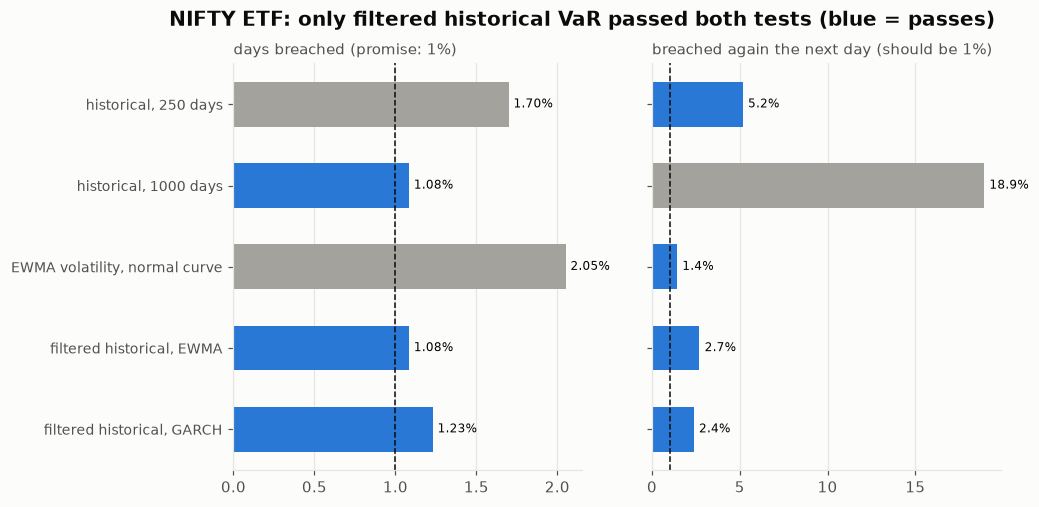 NIFTY ETF: only filtered historical VaR passed both tests (blue = passes)
days breached (promise: 1%)
breached again the next day (should be 1%)
historical, 250 days
1.70%
5.2%
historical, 1000 days
1.08%
18.9%
EWMA volatility, normal curve
2.05%
1.4%
filtered historical, EWMA
1.08%
2.7%
filtered historical, GARCH
1.23%
2.4%
0.0 0.5 1.0 1.5 2.0
0 5 10 15